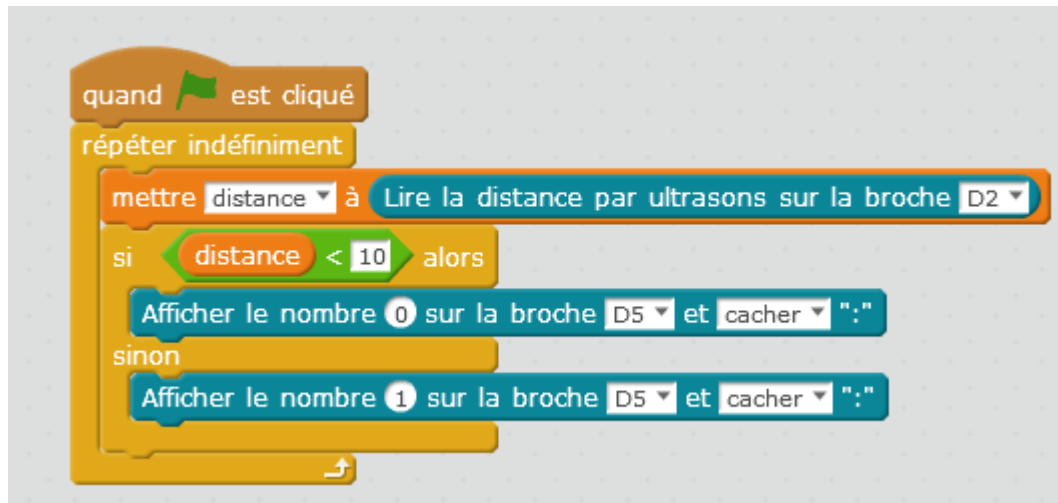 quand est cliqué
répéter indéfiniment
mettre distance à Lire la distance par ultrasons sur la broche D2
si distance < 10 alors
Afficher le nombre 0 sur la broche D5 et cacher ":"
sinon
Afficher le nombre 1 sur la broche D5 et cacher ":"